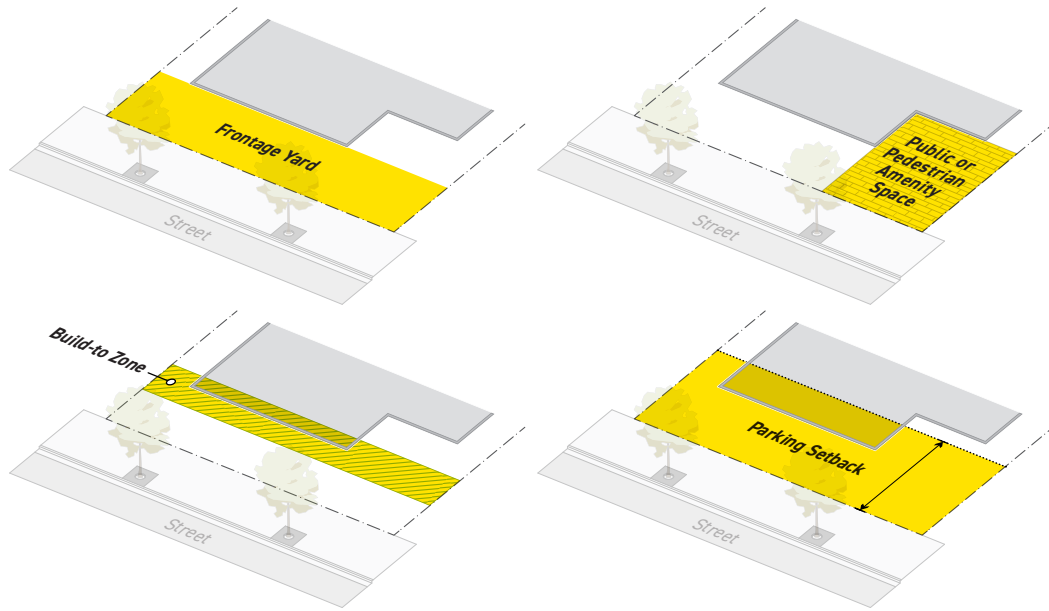 Frontage Yard
Street
Public or
Pedestrian
Amenity
Space
Street
Build-to Zone
Street
Parking Setback
Street